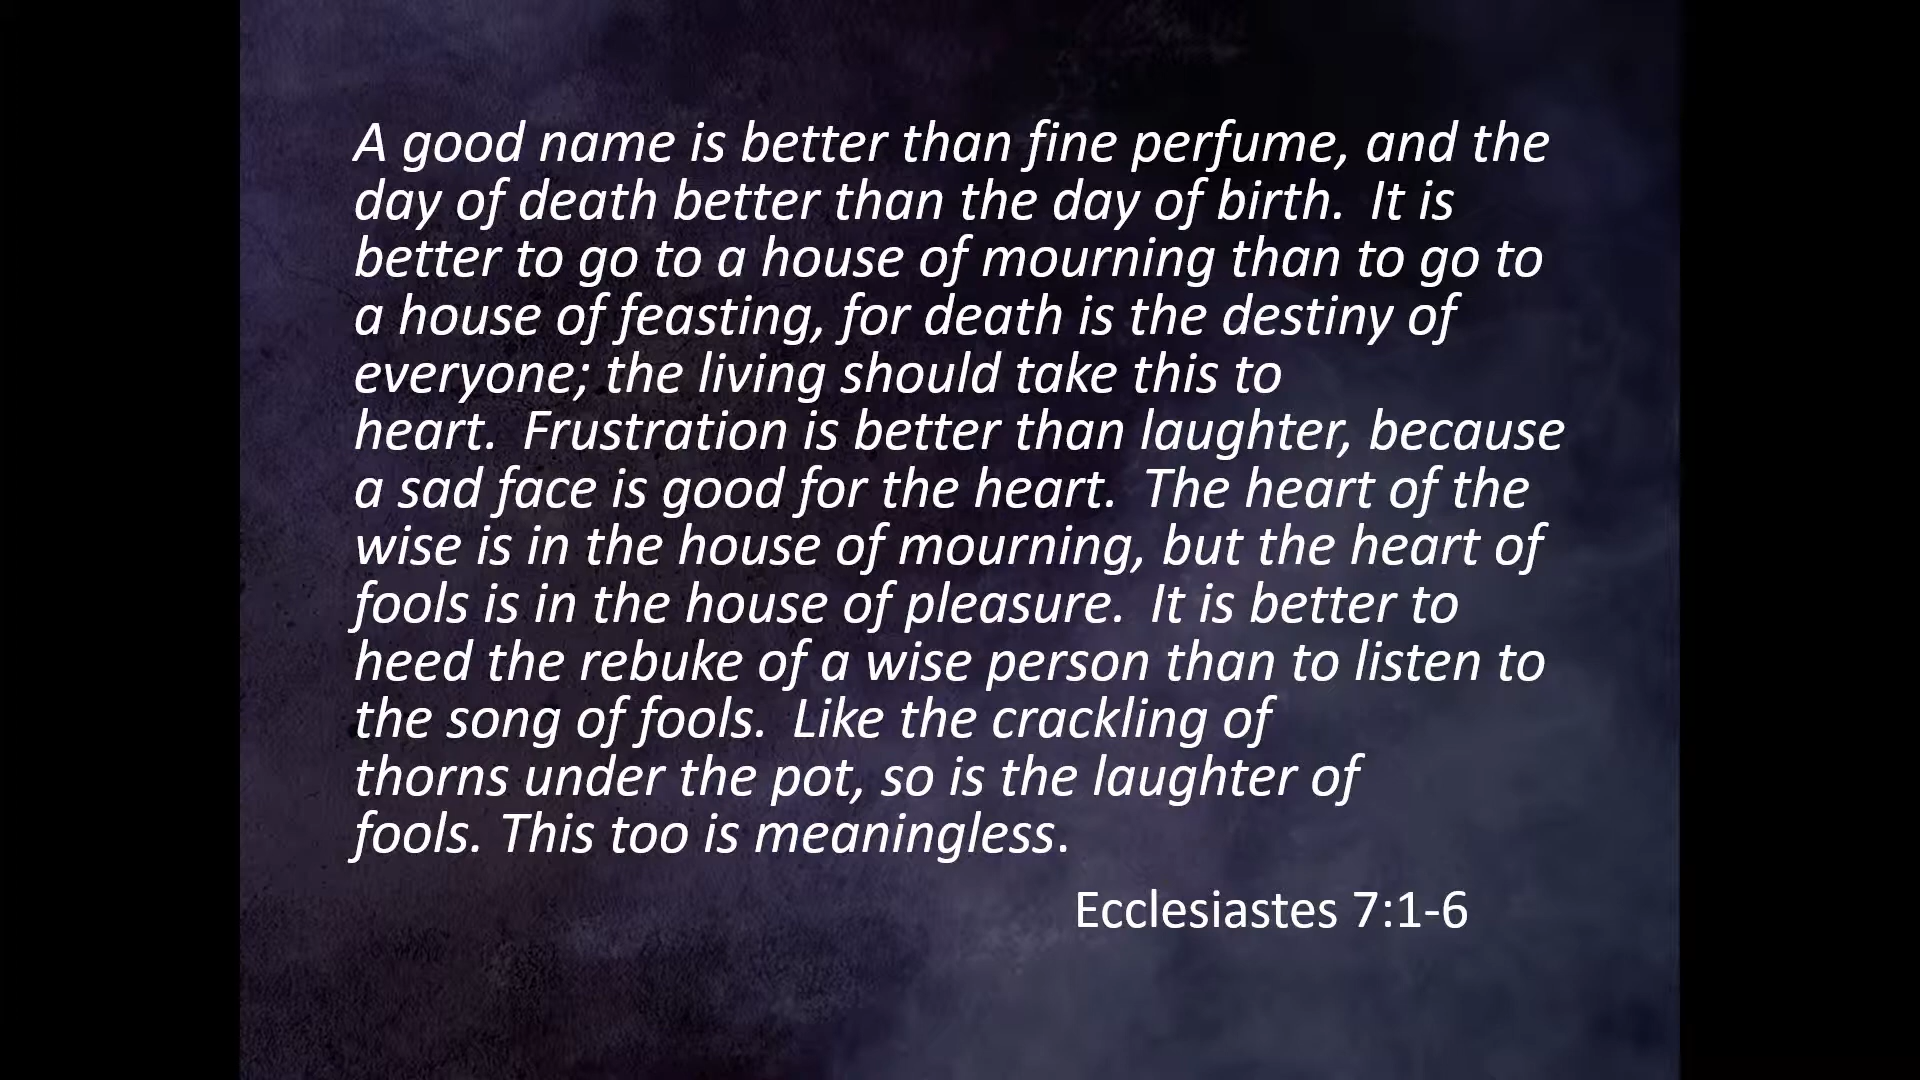 A good name is better than fine perfume, and the
day of death better than the day of birth.  It is
better to go to a house of mourning than to go to
a house of feasting, for death is the destiny of
everyone; the living should take this to
heart.  Frustration is better than laughter, because
a sad face is good for the heart.  The heart of the
wise is in the house of mourning, but the heart of
fools is in the house of pleasure.  It is better to
heed the rebuke of a wise person than to listen to
the song of fools.  Like the crackling of
thorns under the pot, so is the laughter of
fools. This too is meaningless.
Ecclesiastes 7:1-6